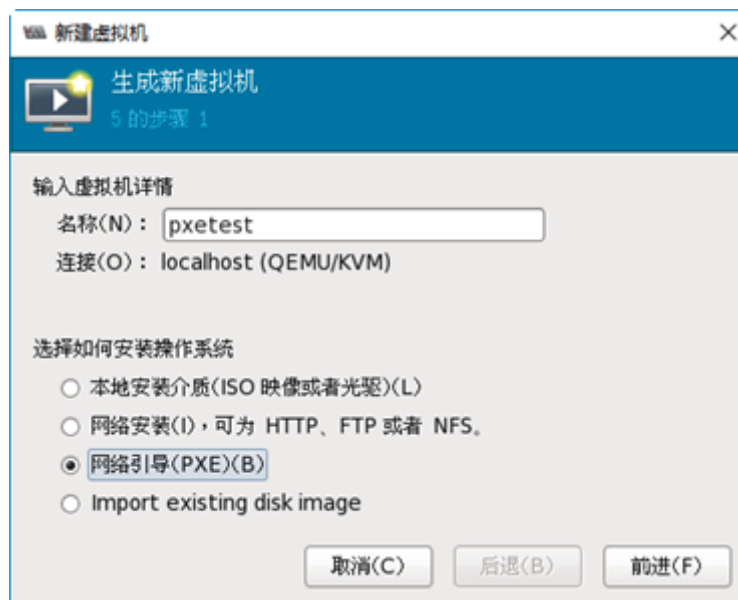 新建虚拟机
生成新虚拟机
5 的步骤 1
输入虚拟机详情
名称(N)： pxetest
连接(O)： localhost (QEMU/KVM)
选择如何安装操作系统
本地安装介质(ISO 映像或者光驱)(L)
网络安装(I)，可为 HTTP、FTP 或者 NFS。
网络引导(PXE)(B)
Import existing disk image
取消(C) 后退(B) 前进(F)